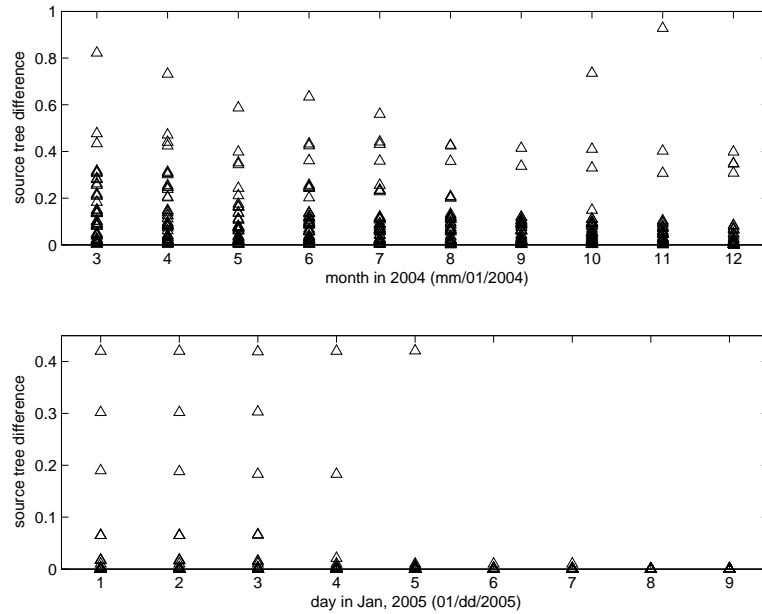 1
0.8
0.6
0.4
0.2
0
source tree difference
3 4 5 6 7 8 9 10 11 12
month in 2004 (mm/01/2004)
0.4
0.3
0.2
0.1
0
source tree difference
1 2 3 4 5 6 7 8 9
day in Jan, 2005 (01/dd/2005)